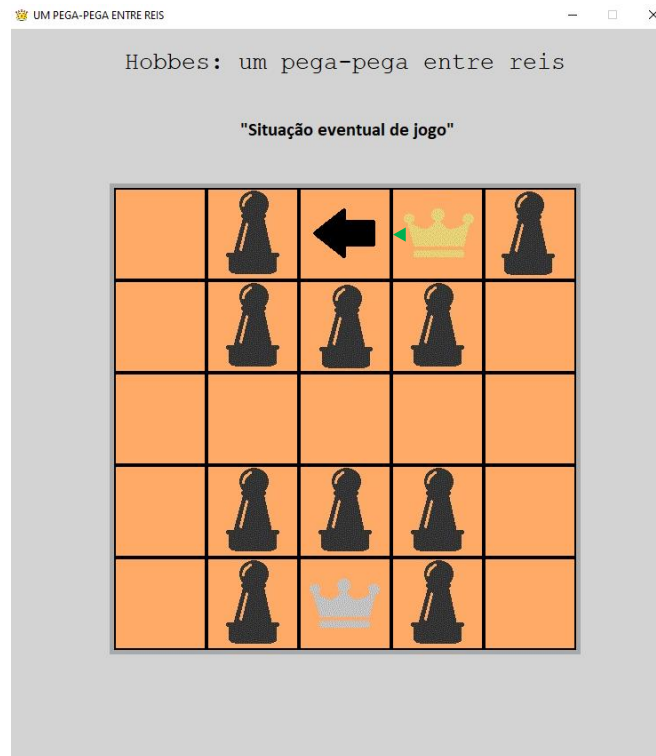 UM PEGA-PEGA ENTRE REIS
Hobbes: um pega-pega entre reis
"Situação eventual de jogo"